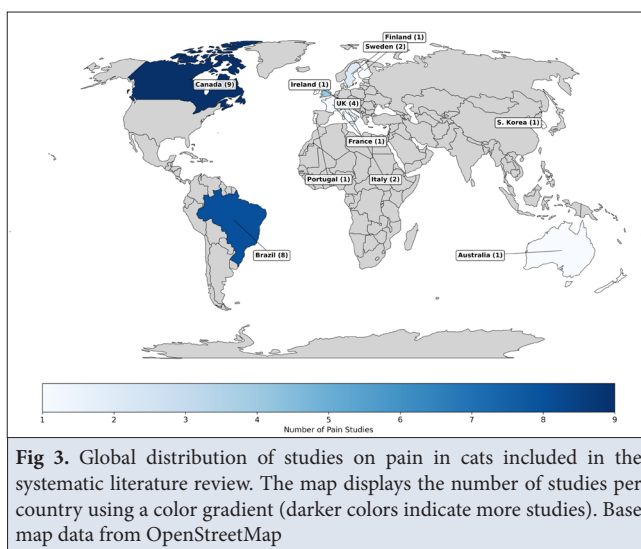 Finland (1)
Sweden (2)
Canada (9)
Ireland (1)
UK (4)
S. Korea (1)
France (1)
Portugal (1)
Italy (2)
Brazil (8)
Australia (1)
1 2 3 4 5 6 7 8 9
Number of Pain Studies
Fig 3. Global distribution of studies on pain in cats included in the
systematic literature review. The map displays the number of studies per
country using a color gradient (darker colors indicate more studies). Base
map data from OpenStreetMap